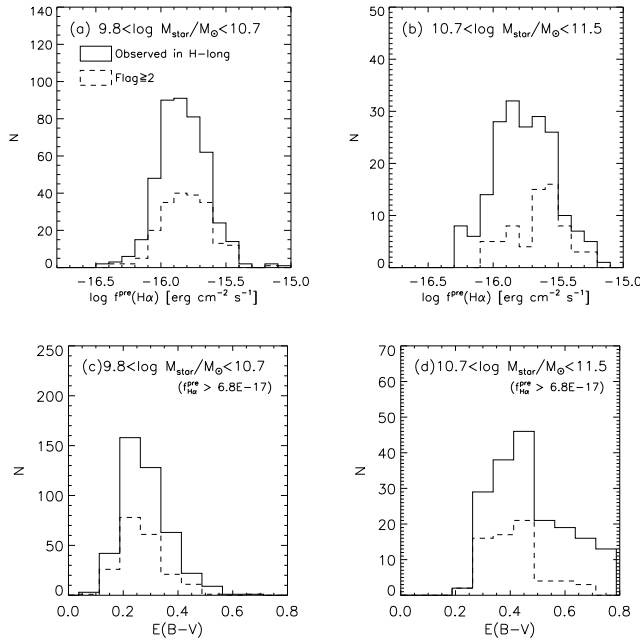 (a) 9.8<log M_star/M_⊙<10.7
Observed in H-long
Flag≧2
140
120
100
80
60
40
20
0
N
−16.5 −16.0 −15.5 −15.0
log f^pre(Hα) [erg cm^−2 s^−1]
(b) 10.7<log M_star/M_⊙<11.5
50
40
30
20
10
0
N
−16.5 −16.0 −15.5 −15.0
log f^pre(Hα) [erg cm^−2 s^−1]
(c) 9.8<log M_star/M_⊙<10.7
(f^pre_Hα > 6.8E−17)
250
200
150
100
50
0
N
0.0 0.2 0.4 0.6 0.8
E(B−V)
(d) 10.7<log M_star/M_⊙<11.5
(f^pre_Hα > 6.8E−17)
70
60
50
40
30
20
10
0
N
0.0 0.2 0.4 0.6 0.8
E(B−V)